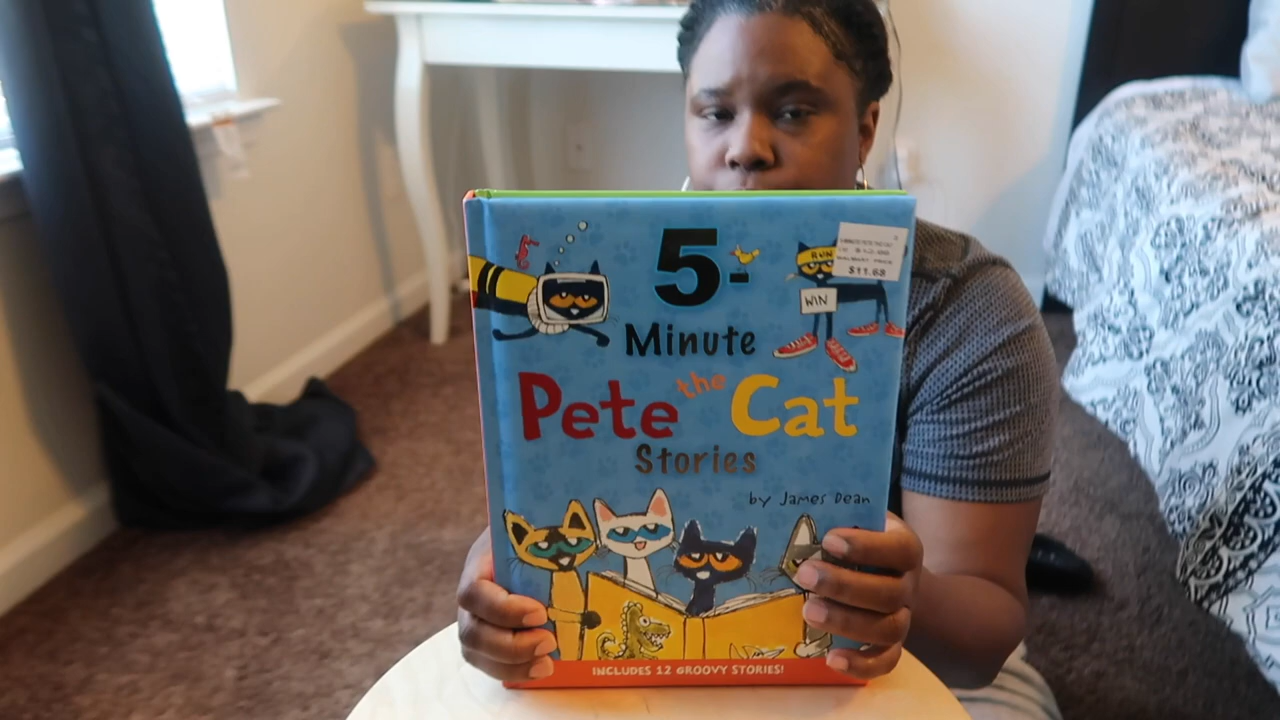 5-
Minute
Pete the Cat
Stories
by James Dean
RUN
WIN
$11.68
INCLUDES 12 GROOVY STORIES!